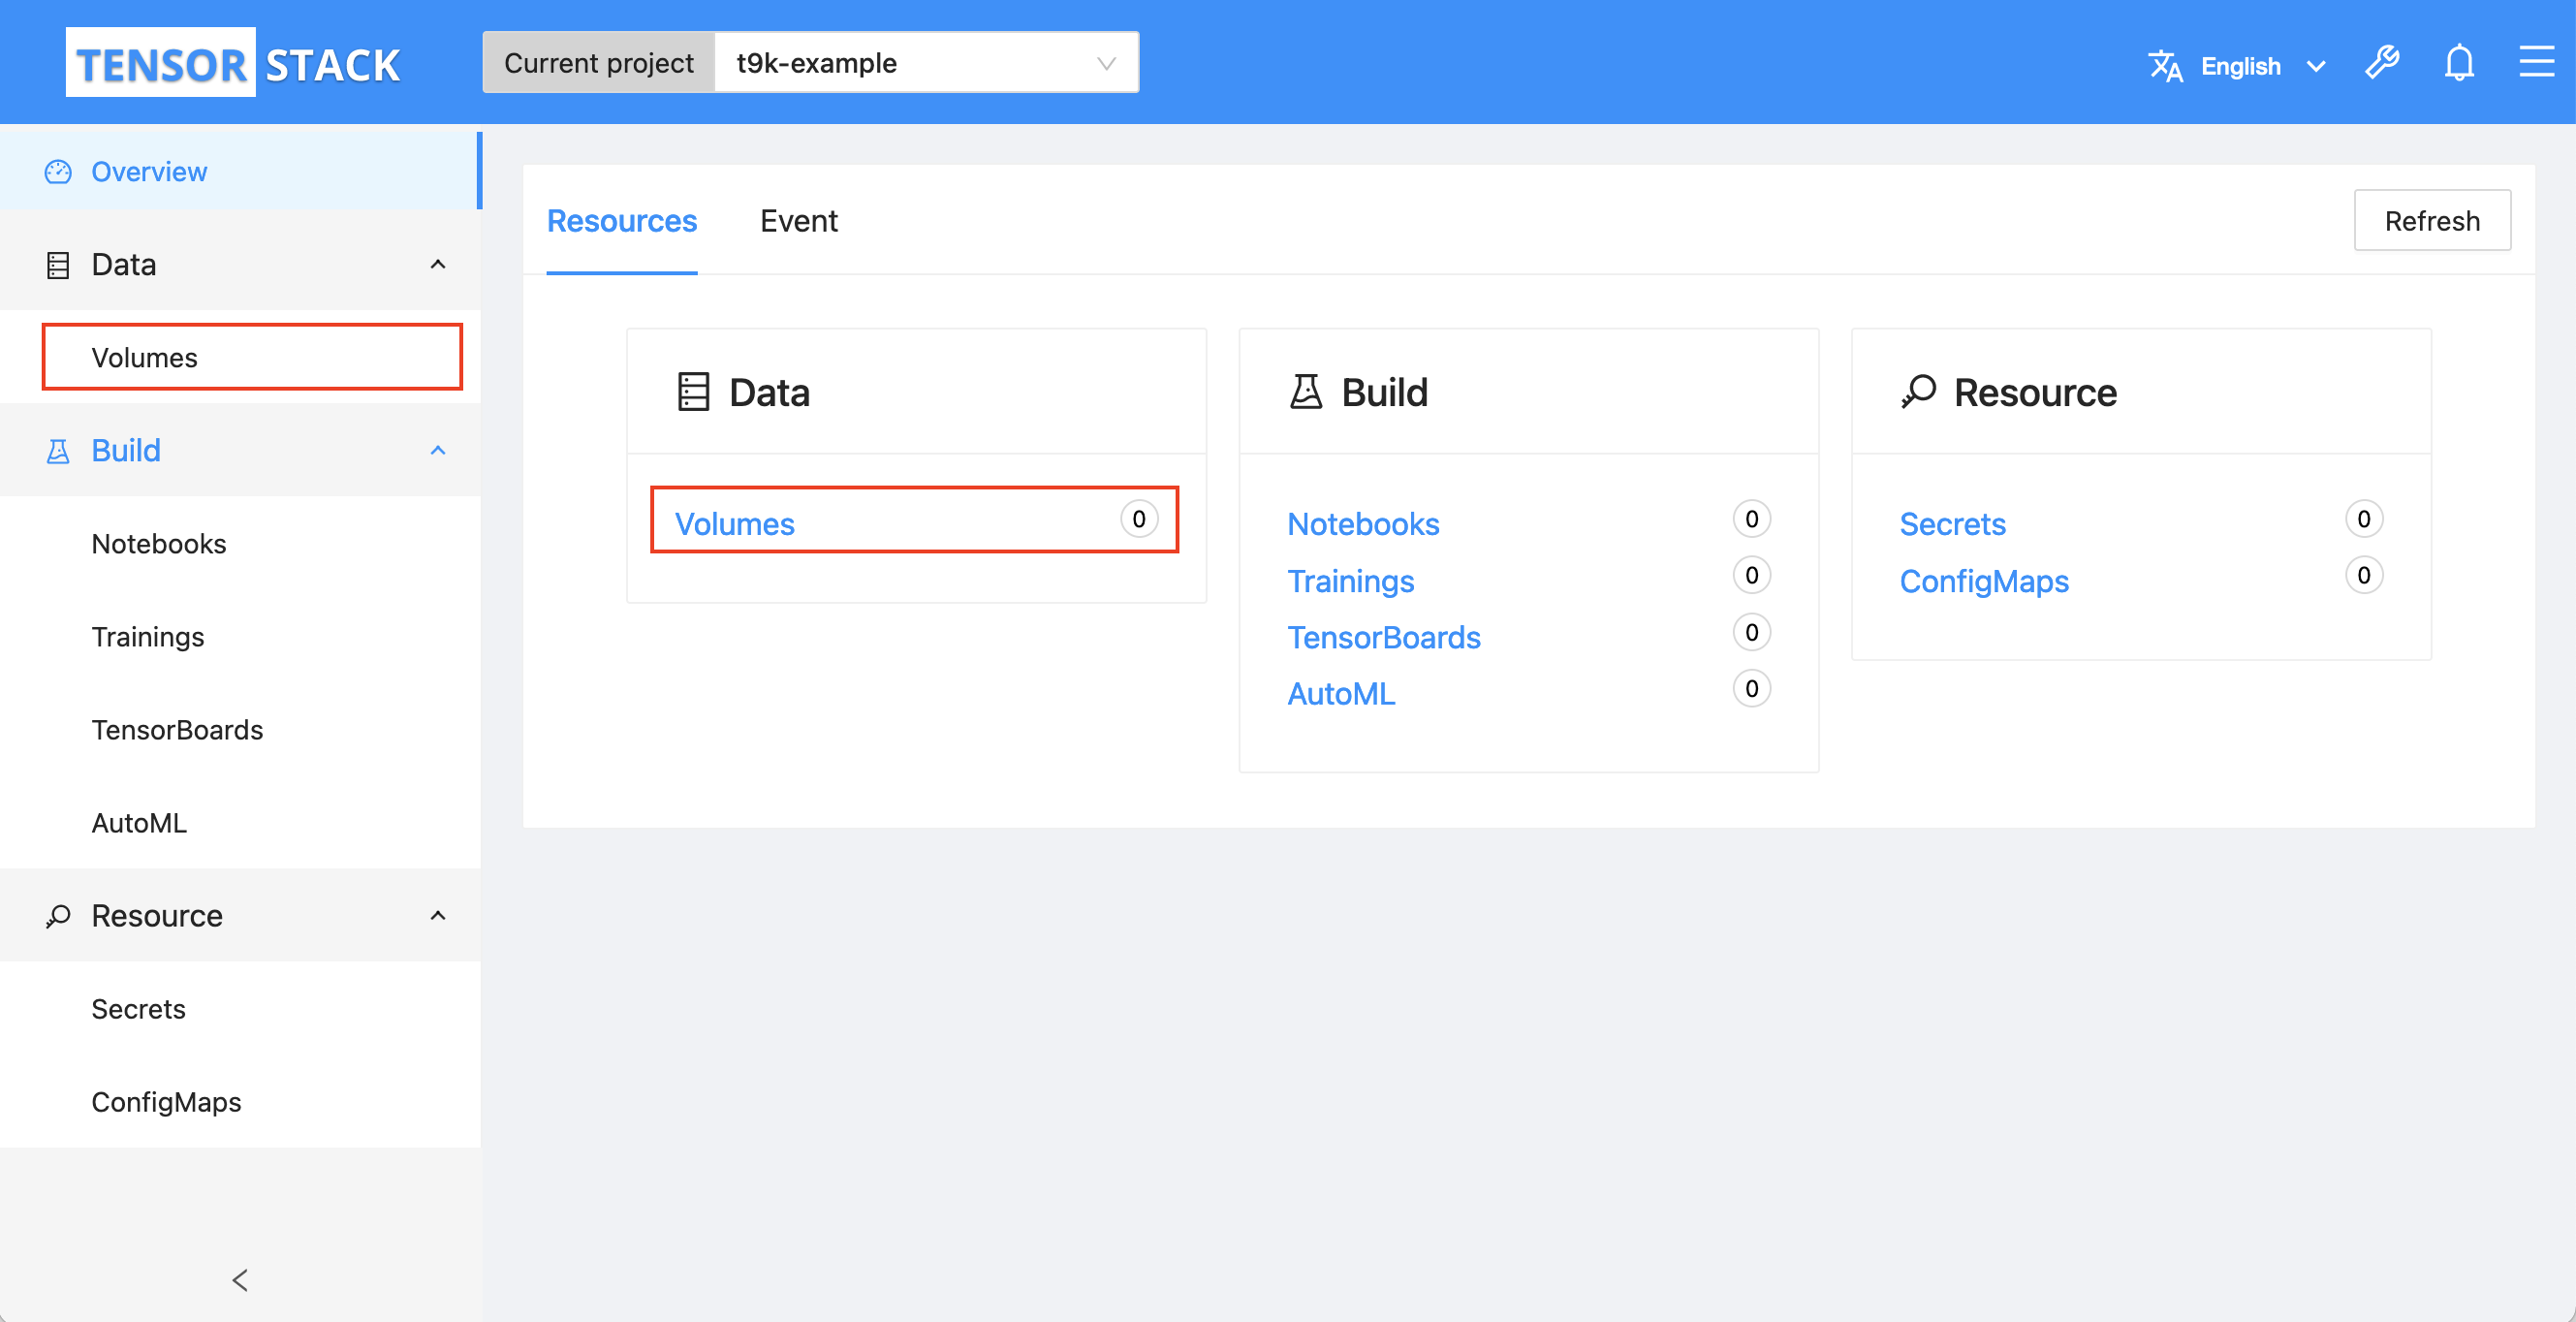 TENSOR STACK
Current project t9k-example
English
Overview
Data
Volumes
Build
Notebooks
Trainings
TensorBoards
AutoML
Resource
Secrets
ConfigMaps
Resources Event Refresh
Data
Volumes 0
Build
Notebooks 0
Trainings 0
TensorBoards 0
AutoML 0
Resource
Secrets 0
ConfigMaps 0